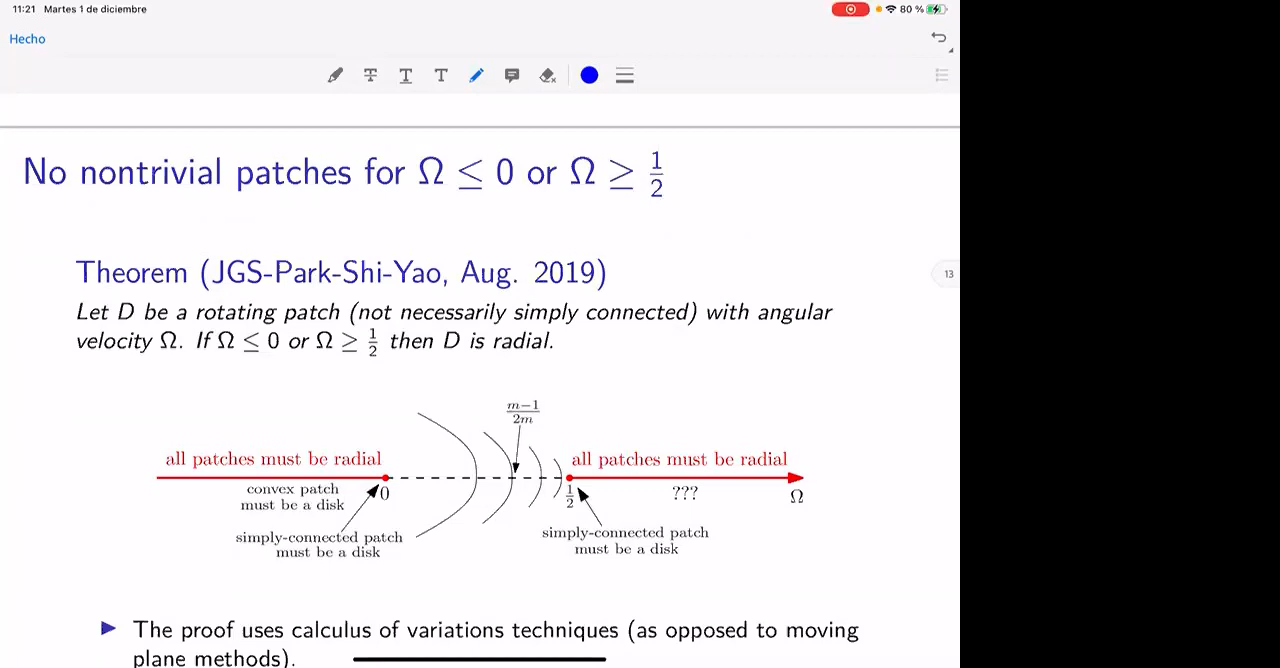 11:21 Martes 1 de diciembre
80 %
Hecho
T T T
No nontrivial patches for Ω ≤ 0 or Ω ≥ 1/2
13
Theorem (JGS-Park-Shi-Yao, Aug. 2019)
Let D be a rotating patch (not necessarily simply connected) with angular
velocity Ω. If Ω ≤ 0 or Ω ≥ 1/2 then D is radial.
m−1/2m
all patches must be radial
all patches must be radial
convex patch
must be a disk
0
1/2
???
Ω
simply-connected patch
must be a disk
simply-connected patch
must be a disk
▶ The proof uses calculus of variations techniques (as opposed to moving
plane methods).